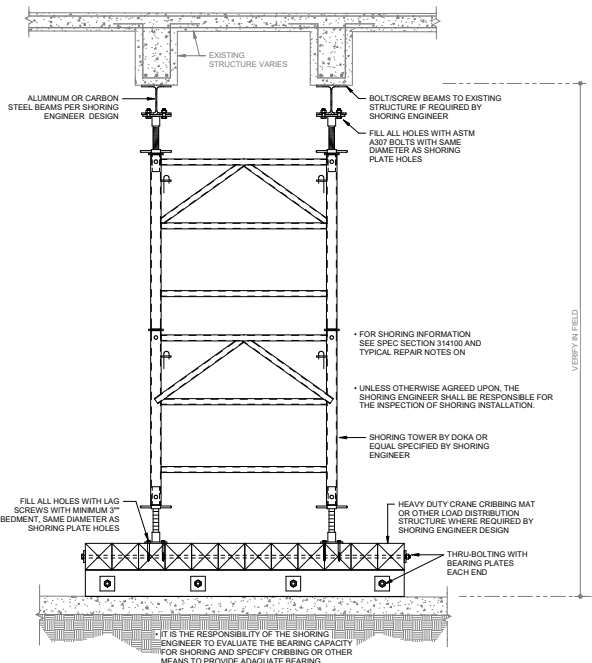 EXISTING
STRUCTURE VARIES
ALUMINUM OR CARBON
STEEL BEAMS PER SHORING
ENGINEER DESIGN
BOLT/SCREW BEAMS TO EXISTING
STRUCTURE IF REQUIRED BY
SHORING ENGINEER
FILL ALL HOLES WITH ASTM
A307 BOLTS WITH SAME
DIAMETER AS SHORING
PLATE HOLES
VERIFY IN FIELD
• FOR SHORING INFORMATION
SEE SPEC SECTION 314100 AND
TYPICAL REPAIR NOTES ON
• UNLESS OTHERWISE AGREED UPON, THE
SHORING ENGINEER SHALL BE RESPONSIBLE FOR
THE INSPECTION OF SHORING INSTALLATION.
SHORING TOWER BY DOKA OR
EQUAL SPECIFIED BY SHORING
ENGINEER
FILL ALL HOLES WITH LAG
SCREWS WITH MINIMUM 3""
BEDMENT, SAME DIAMETER AS
SHORING PLATE HOLES
HEAVY DUTY CRANE CRIBBING MAT
OR OTHER LOAD DISTRIBUTION
STRUCTURE WHERE REQUIRED BY
SHORING ENGINEER DESIGN
THRU-BOLTING WITH
BEARING PLATES
EACH END
• IT IS THE RESPONSIBILITY OF THE SHORING
ENGINEER TO EVALUATE THE BEARING CAPACITY
FOR SHORING AND SPECIFY CRIBBING OR OTHER
MEANS TO PROVIDE ADAQUATE BEARING